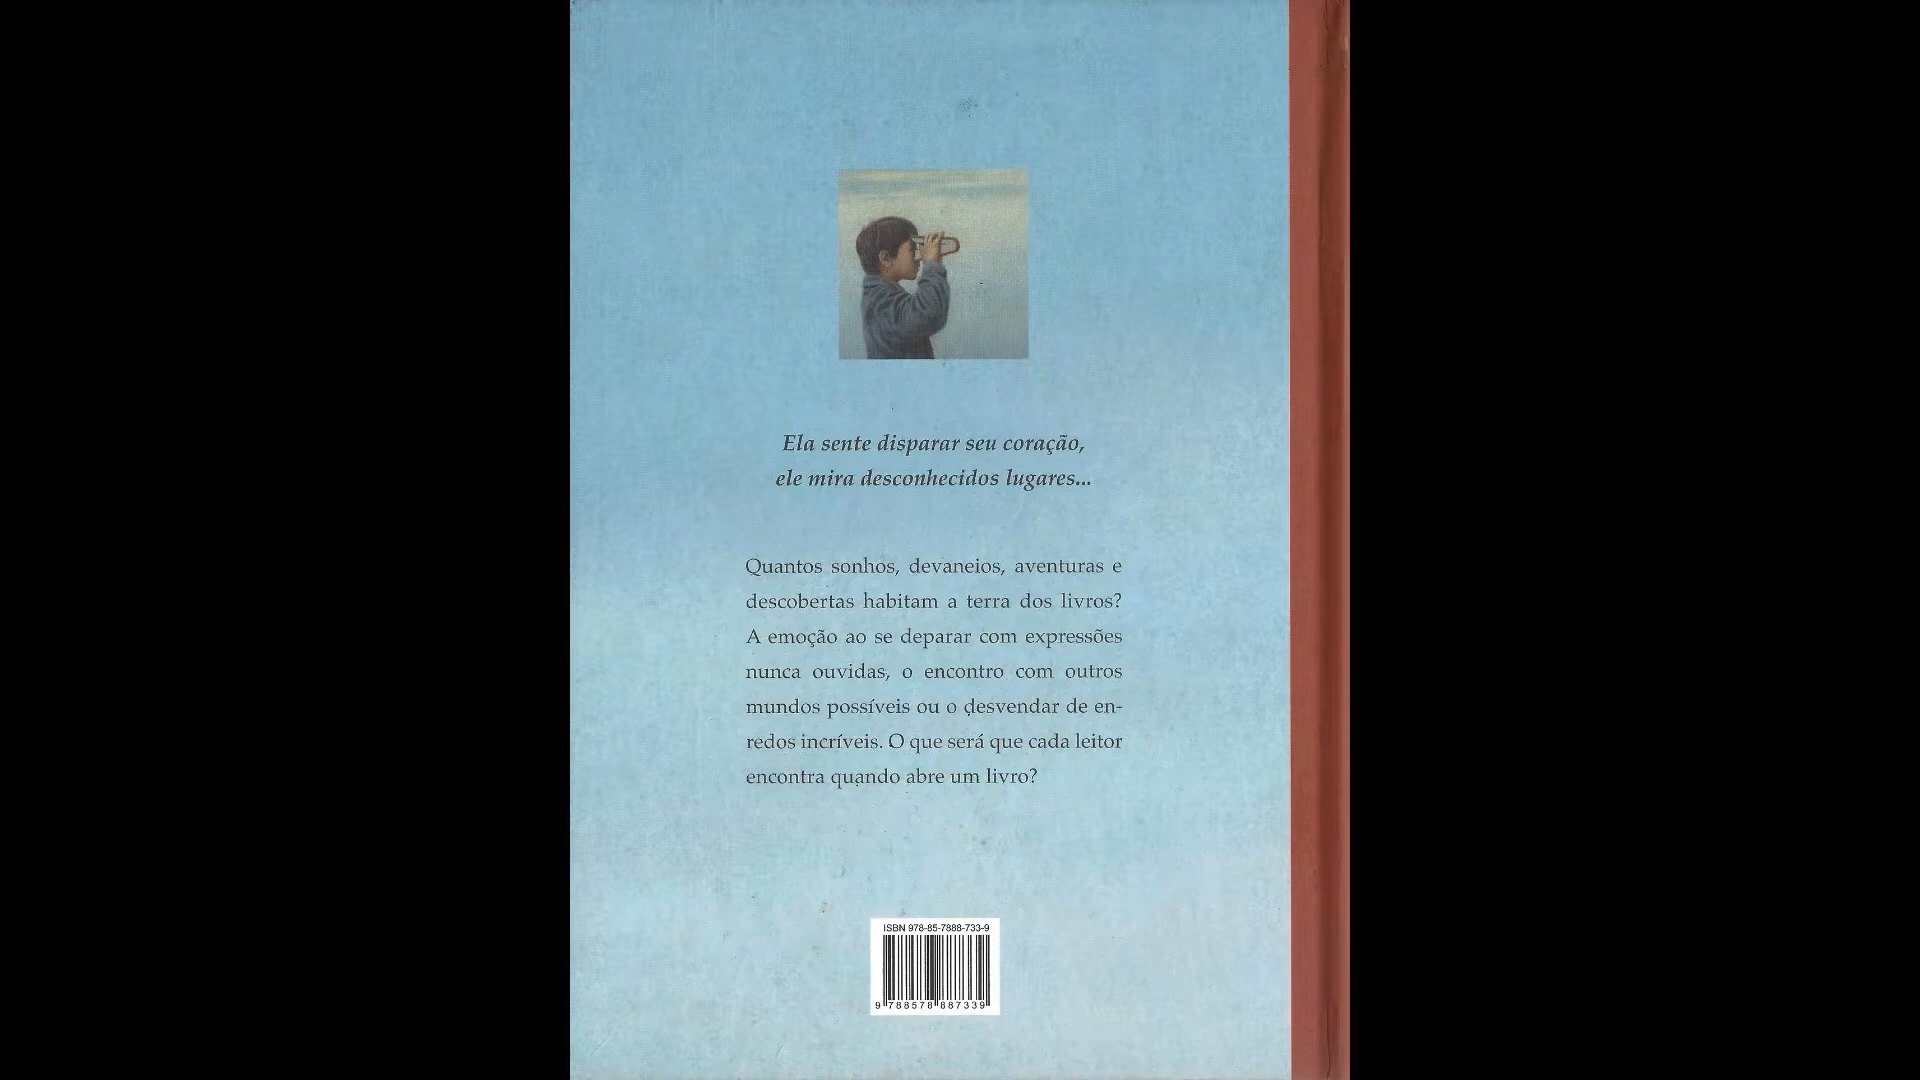 Ela sente disparar seu coração,
ele mira desconhecidos lugares...
Quantos sonhos, devaneios, aventuras e
descobertas habitam a terra dos livros?
A emoção ao se deparar com expressões
nunca ouvidas, o encontro com outros
mundos possíveis ou o desvendar de en-
redos incríveis. O que será que cada leitor
encontra quando abre um livro?
ISBN 978-85-7888-733-9
9 788578 887339